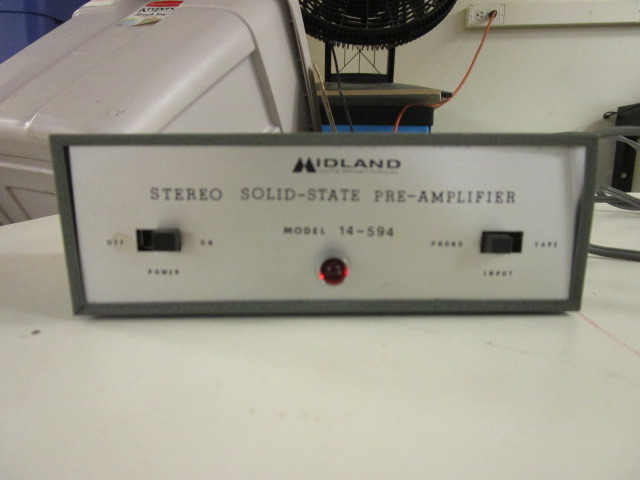 MIDLAND
STEREO SOLID-STATE PRE-AMPLIFIER
MODEL 14-594
OFF ON
POWER
PHONO TAPE
INPUT